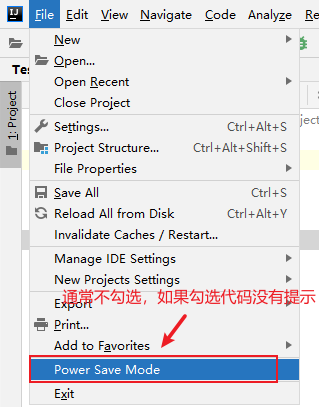 File Edit View Navigate Code Analyze
New
Open...
Open Recent
Close Project
Settings... Ctrl+Alt+S
Project Structure... Ctrl+Alt+Shift+S
File Properties
Save All Ctrl+S
Reload All from Disk Ctrl+Alt+Y
Invalidate Caches / Restart...
Manage IDE Settings
New Projects Settings
通常不勾选，如果勾选代码没有提示
Export
Print...
Add to Favorites
Power Save Mode
Exit
1: Project